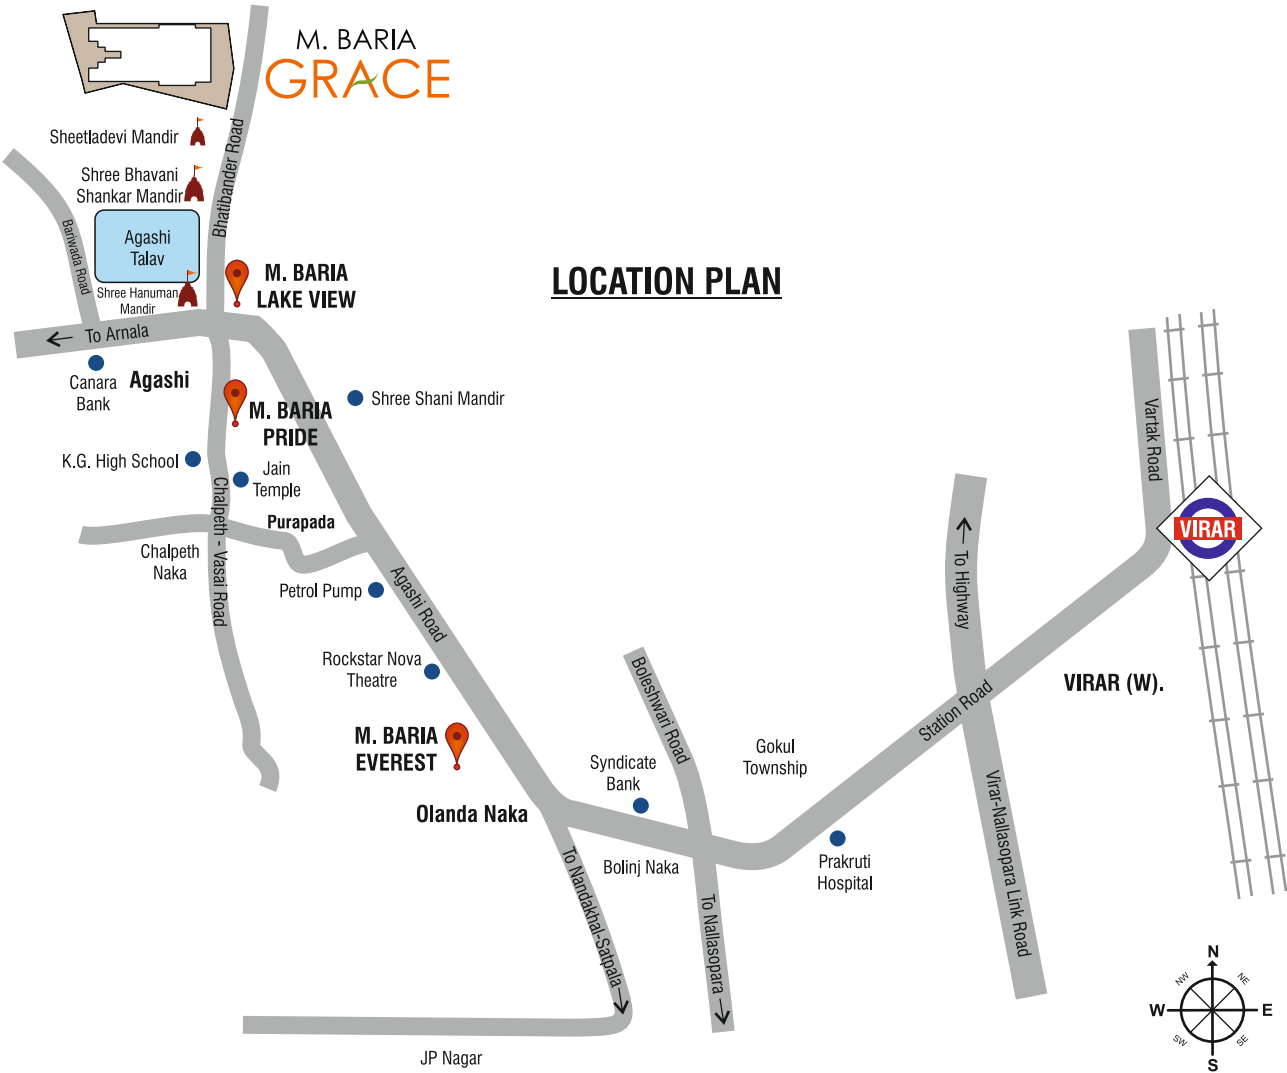 M. BARIA
GRACE
Sheetladevi Mandir
Shree Bhavani
Shankar Mandir
Bhatibander Road
Bariwada Road
Agashi
Talav
Shree Hanuman
Mandir
M. BARIA
LAKE VIEW
LOCATION PLAN
To Arnala
Canara
Bank
Agashi
M. BARIA
PRIDE
Shree Shani Mandir
K.G. High School
Jain
Temple
Purapada
Chalpeth
Naka
Chalpeth - Vasai Road
Petrol Pump
Agashi Road
Rockstar Nova
Theatre
M. BARIA
EVEREST
Olanda Naka
Syndicate
Bank
Boleshwari Road
Gokul
Township
Bolinj Naka
Prakruti
Hospital
To Nandakhal-Satpala
To Nallasopara
JP Nagar
Station Road
To Highway
Virar-Nallasopara Link Road
Vartak Road
VIRAR
VIRAR (W).
N
NW
NE
W
E
SW
SE
S